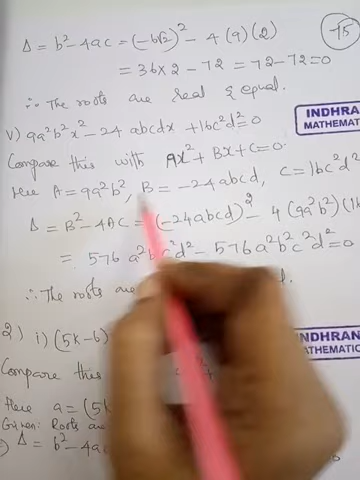 15
Δ = b² - 4ac = (-6√2)² - 4 (9) (2)
= 36 x 2 - 72 = 72 - 72 = 0
∴ The roots are real & equal.
INDHRAN
MATHEMAT
v) 9a²b²x² - 24 abcdx + 16c²d² = 0
Compare this with Ax² + Bx + C = 0.
Here A = 9a²b², B = -24abcd, C = 16c²d²
Δ = B² - 4AC = (-24abcd)² - 4 (9a²b²) (16
= 576 a²b²c²d² - 576 a²b²c²d² = 0
∴ The roots are
2) i) (5k-6)
INDHRAN
MATHEMATIC
Compare this
Here a = (5k
Given: Roots are
Δ = b² - 4ac